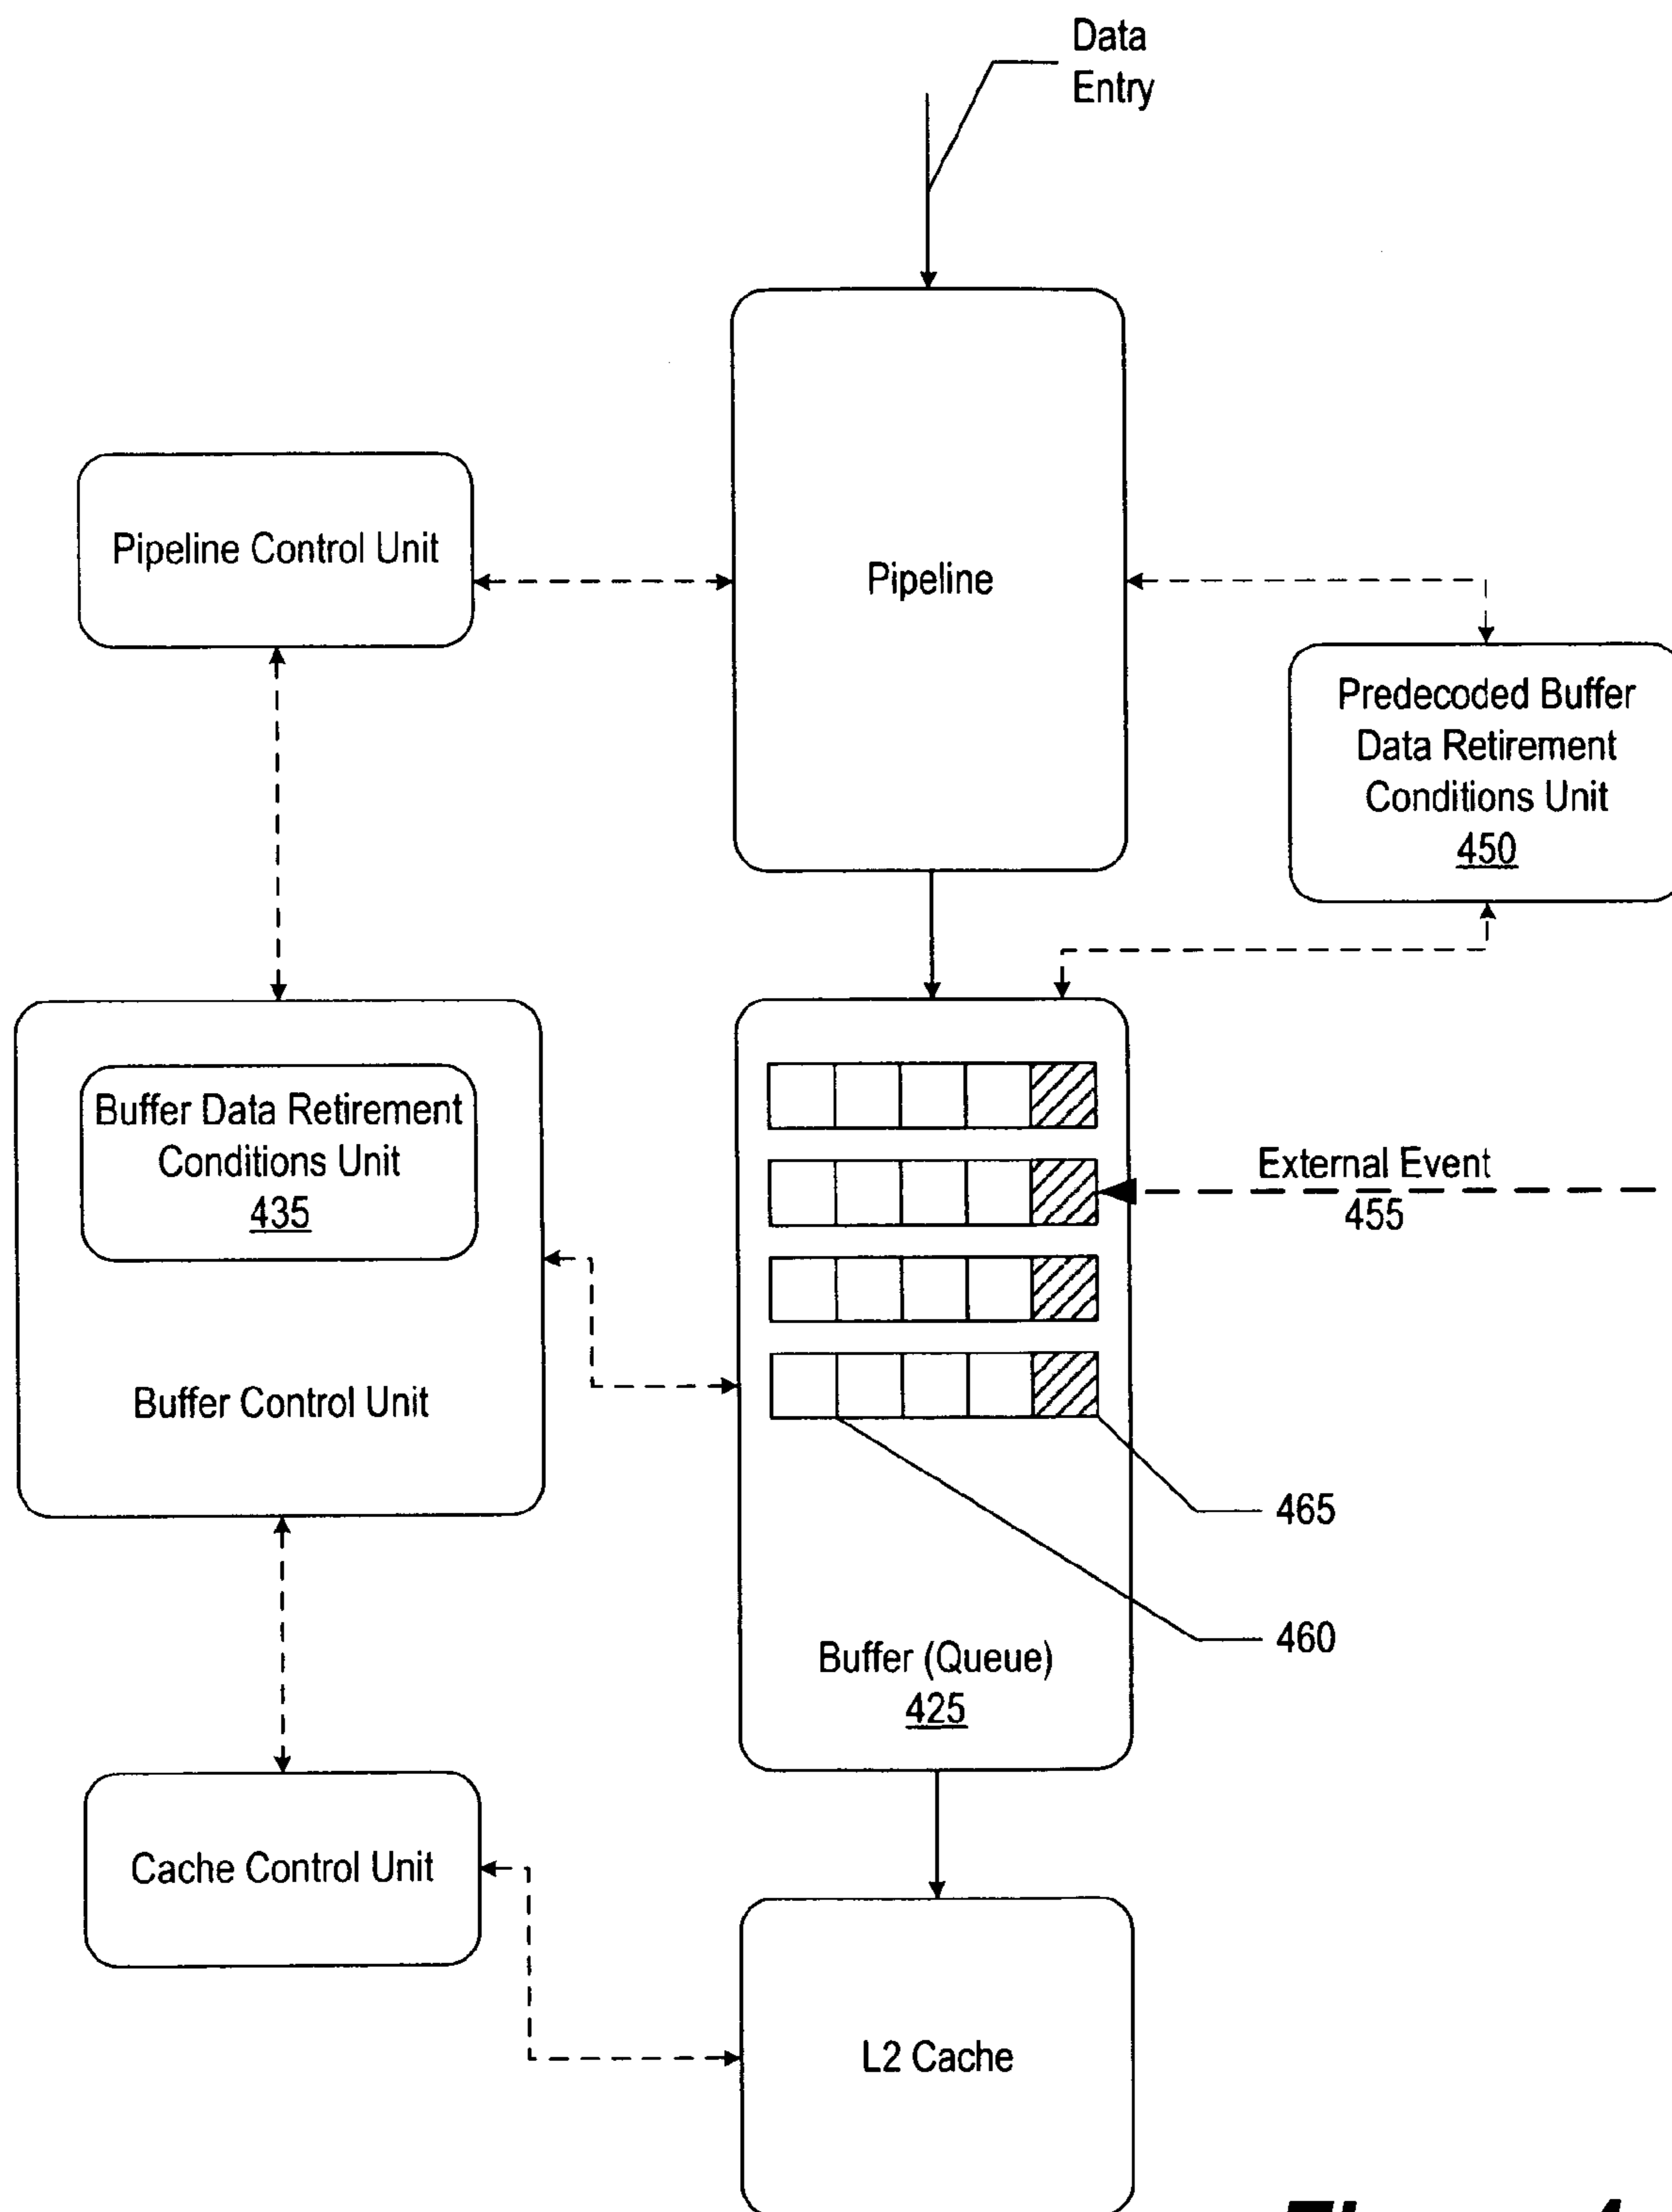 Data
Entry
Pipeline Control Unit
Pipeline
Predecoded Buffer
Data Retirement
Conditions Unit
450
Buffer Data Retirement
Conditions Unit
435
External Event
455
Buffer Control Unit
465
460
Buffer (Queue)
425
Cache Control Unit
L2 Cache